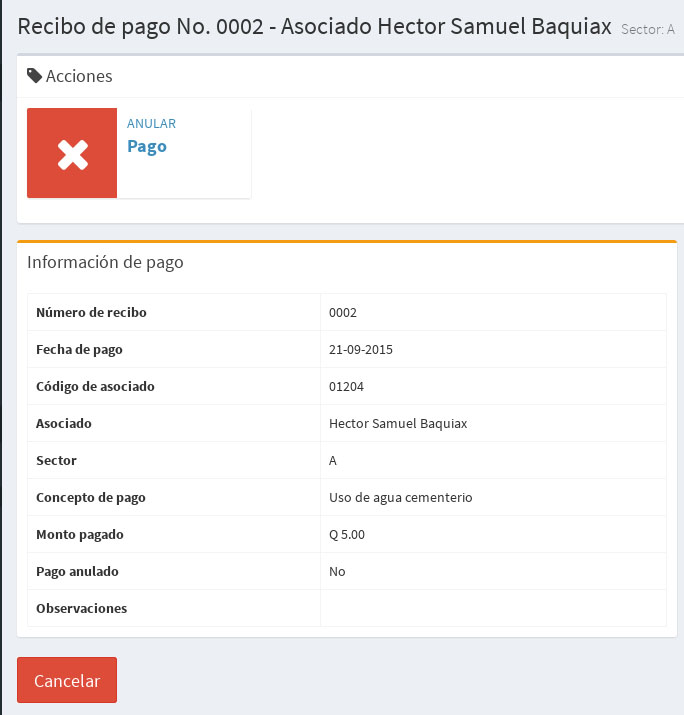 Recibo de pago No. 0002 - Asociado Hector Samuel Baquiax Sector: A
Acciones
ANULAR
Pago
Información de pago
Número de recibo 0002
Fecha de pago 21-09-2015
Código de asociado 01204
Asociado Hector Samuel Baquiax
Sector A
Concepto de pago Uso de agua cementerio
Monto pagado Q 5.00
Pago anulado No
Observaciones
Cancelar